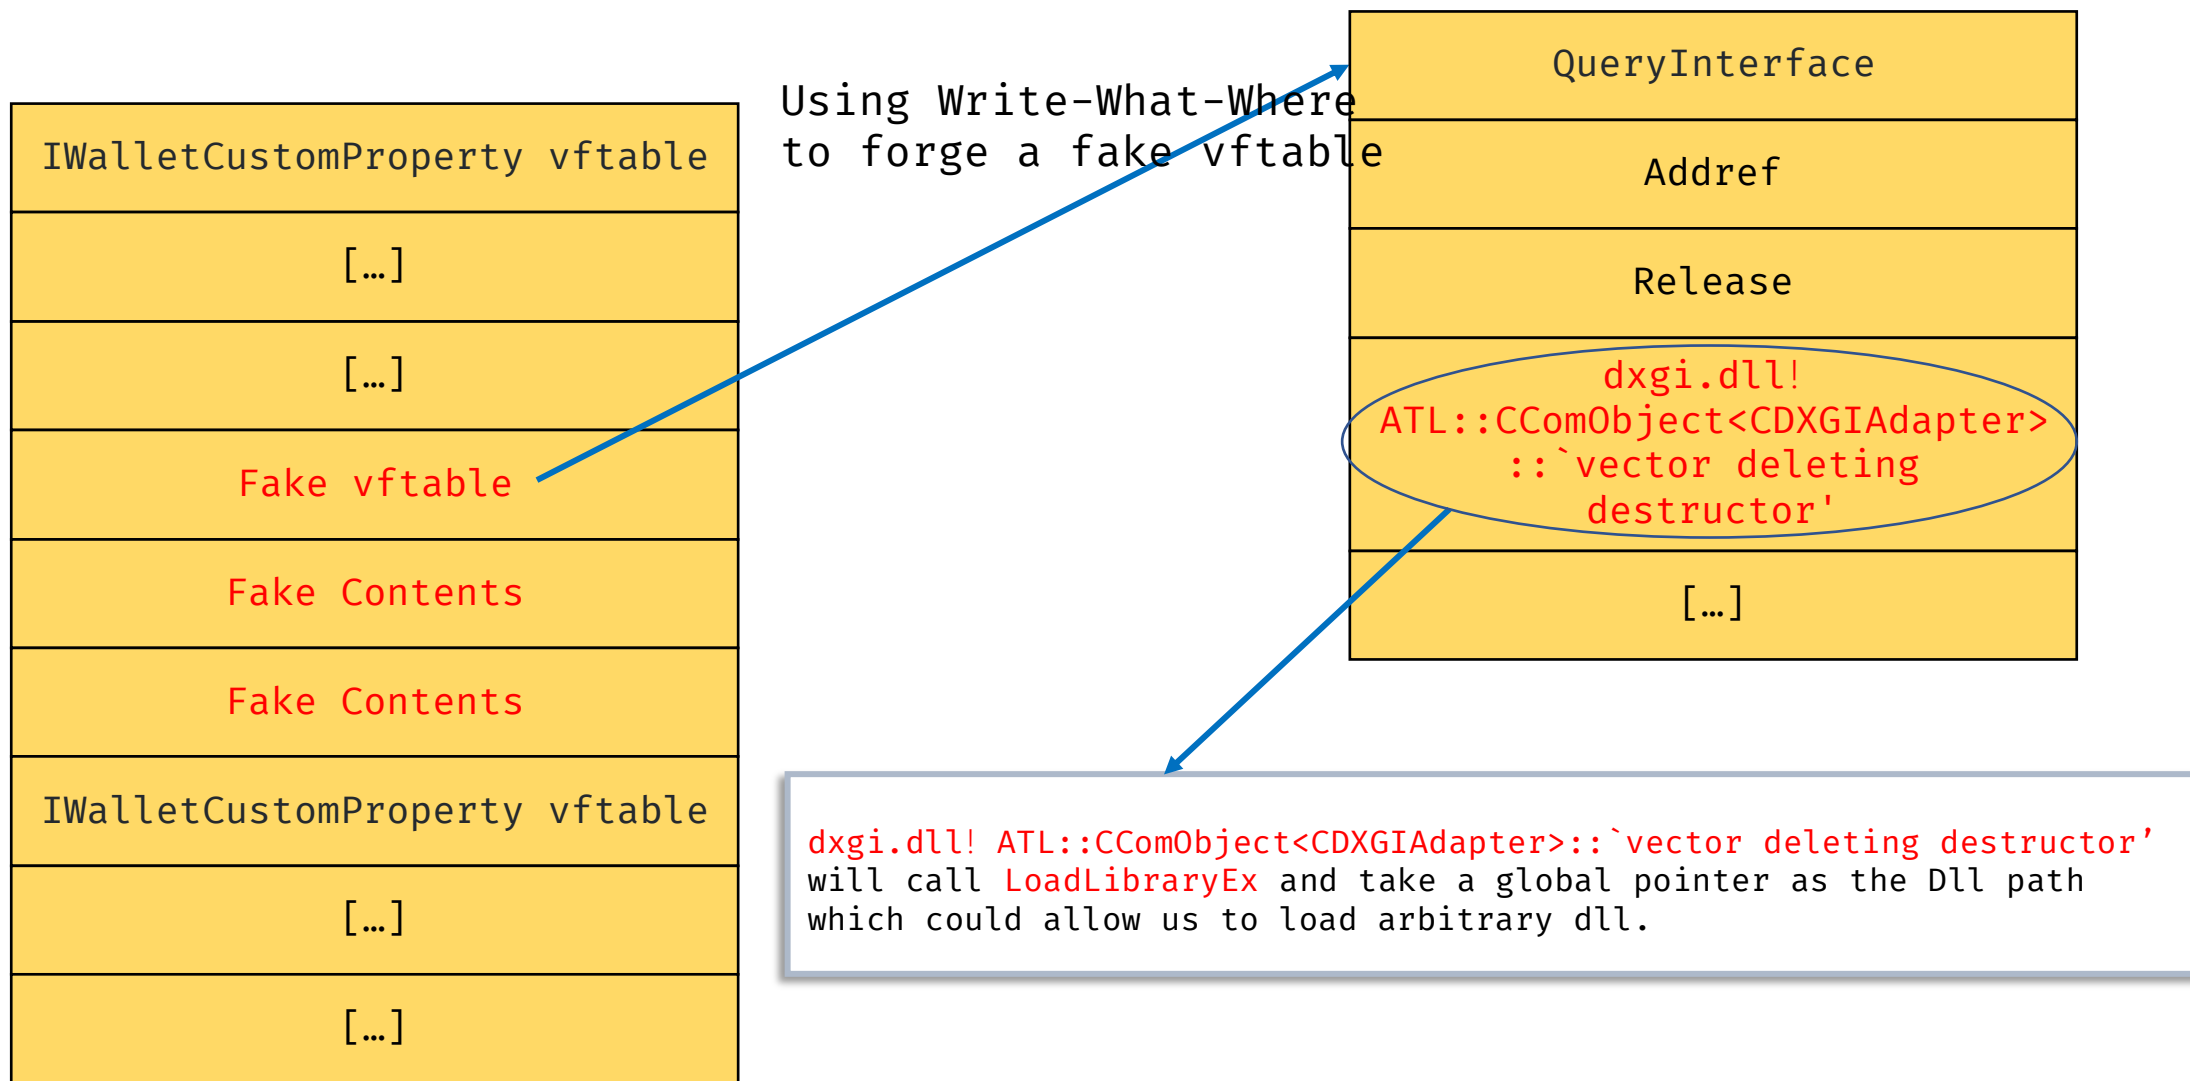 IWalletCustomProperty vftable
[…]
[…]
Fake vftable
Fake Contents
Fake Contents
IWalletCustomProperty vftable
[…]
[…]
Using Write-What-Where
to forge a fake vftable
QueryInterface
Addref
Release
dxgi.dll!
ATL::CComObject<CDXGIAdapter>
::`vector deleting
destructor'
[…]
dxgi.dll! ATL::CComObject<CDXGIAdapter>::`vector deleting destructor’
will call LoadLibraryEx and take a global pointer as the Dll path
which could allow us to load arbitrary dll.